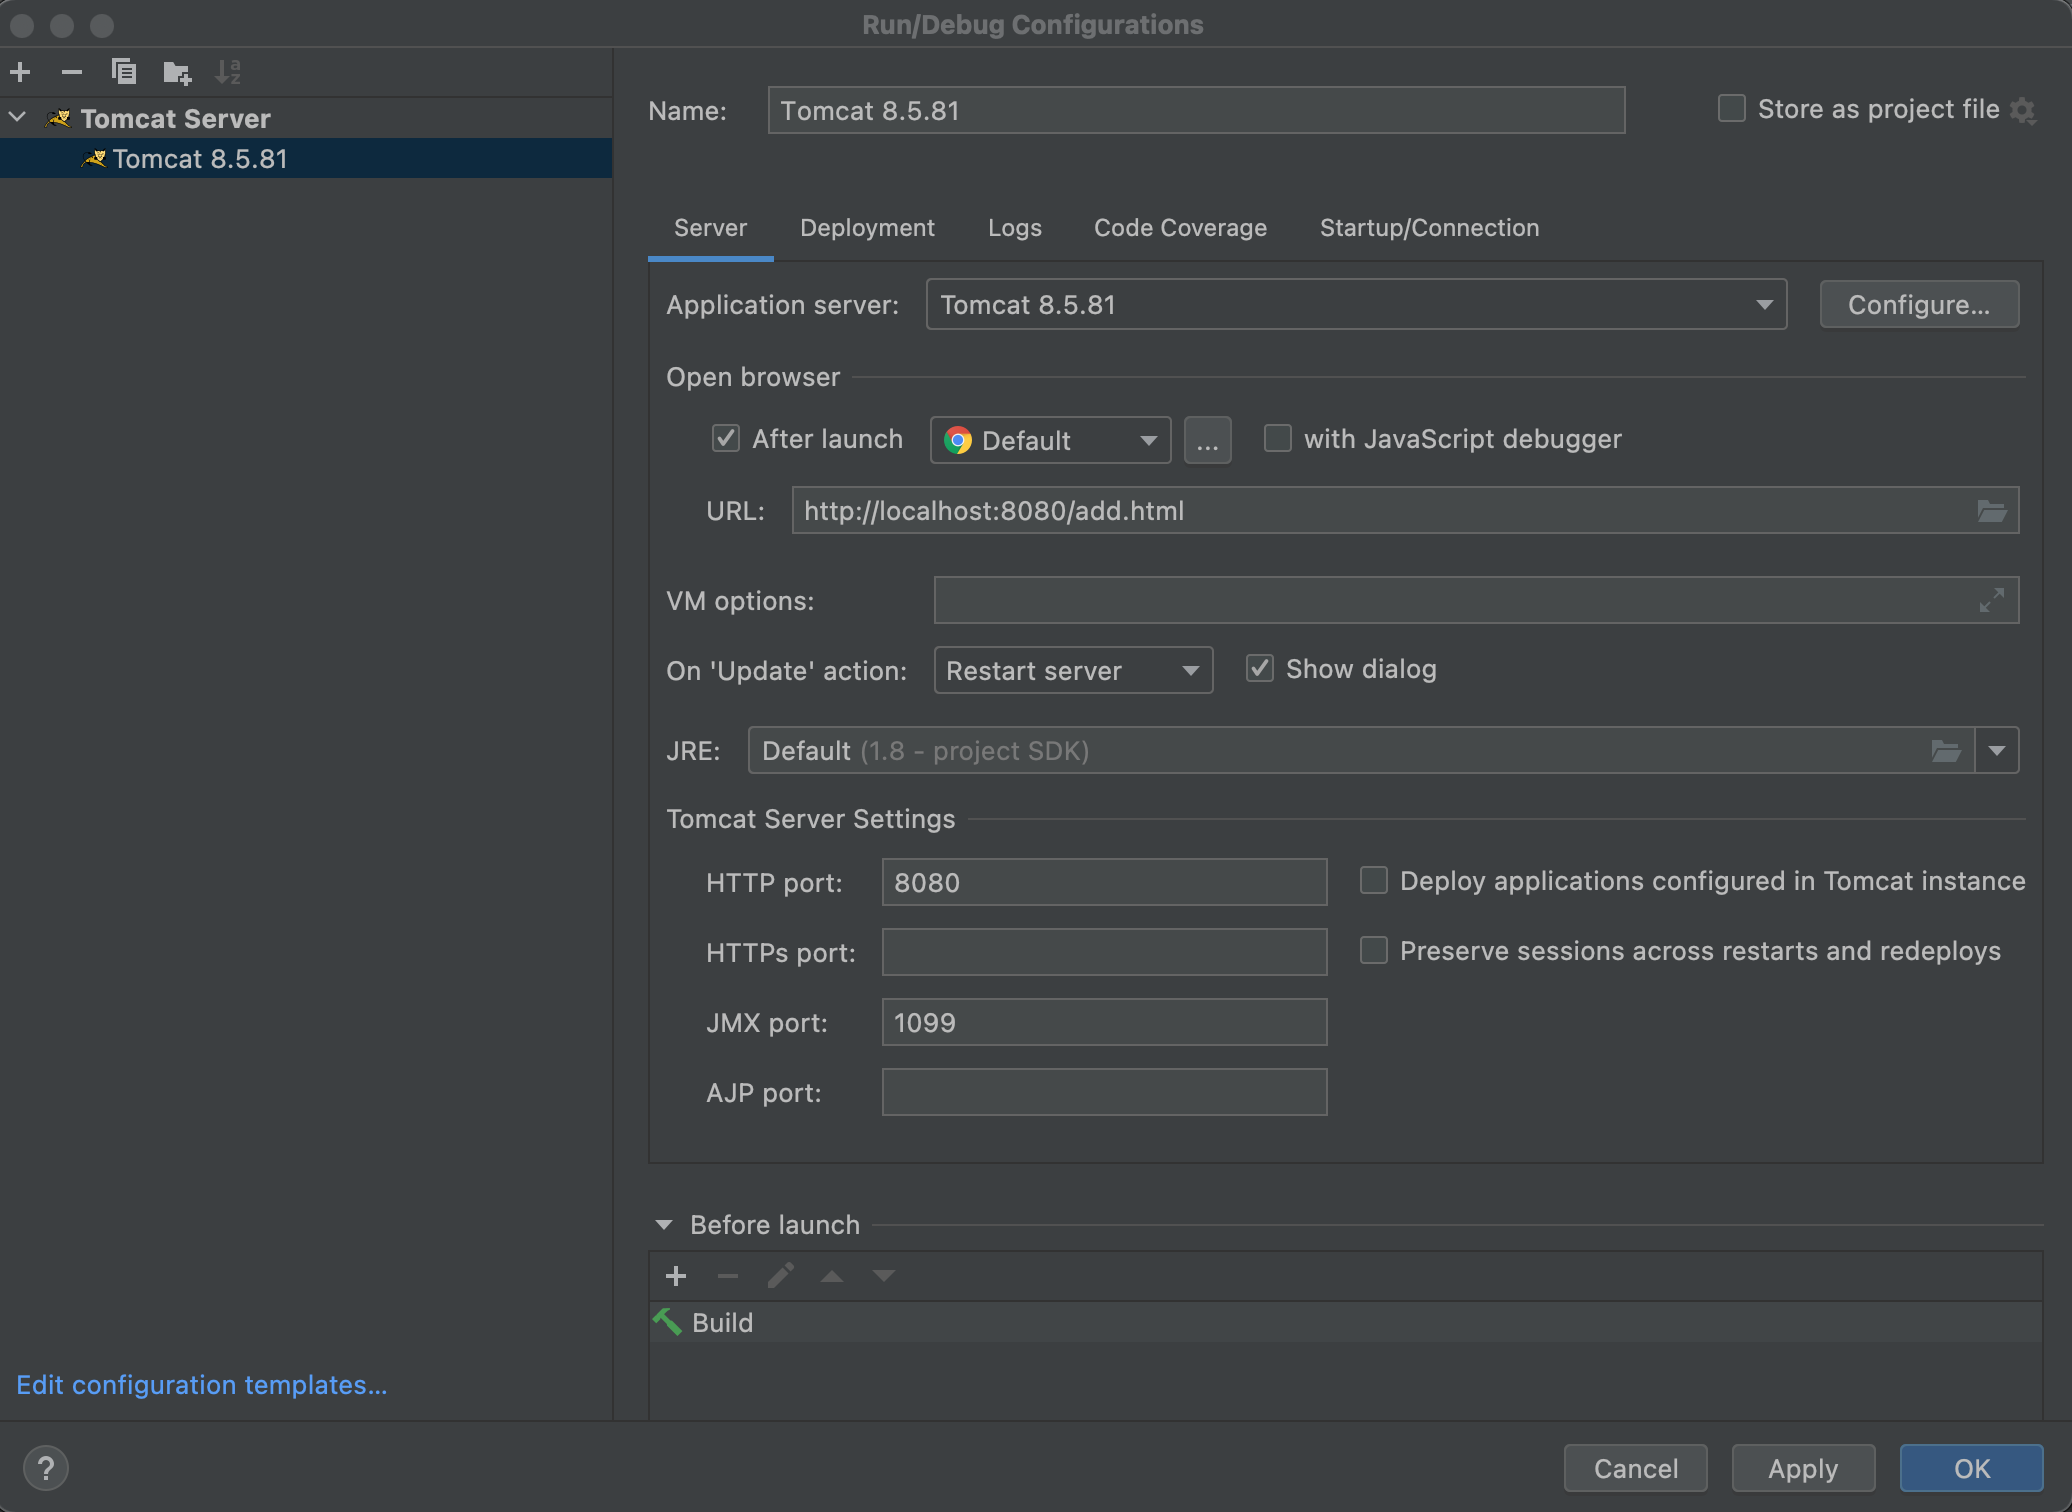 Run/Debug Configurations
Tomcat Server
Tomcat 8.5.81
Edit configuration templates...
Name: Tomcat 8.5.81 Store as project file
Server Deployment Logs Code Coverage Startup/Connection
Application server: Tomcat 8.5.81 Configure...
Open browser
After launch Default ... with JavaScript debugger
URL: http://localhost:8080/add.html
VM options:
On 'Update' action: Restart server Show dialog
JRE: Default (1.8 - project SDK)
Tomcat Server Settings
HTTP port: 8080 Deploy applications configured in Tomcat instance
HTTPs port: Preserve sessions across restarts and redeploys
JMX port: 1099
AJP port:
Before launch
Build
? Cancel Apply OK